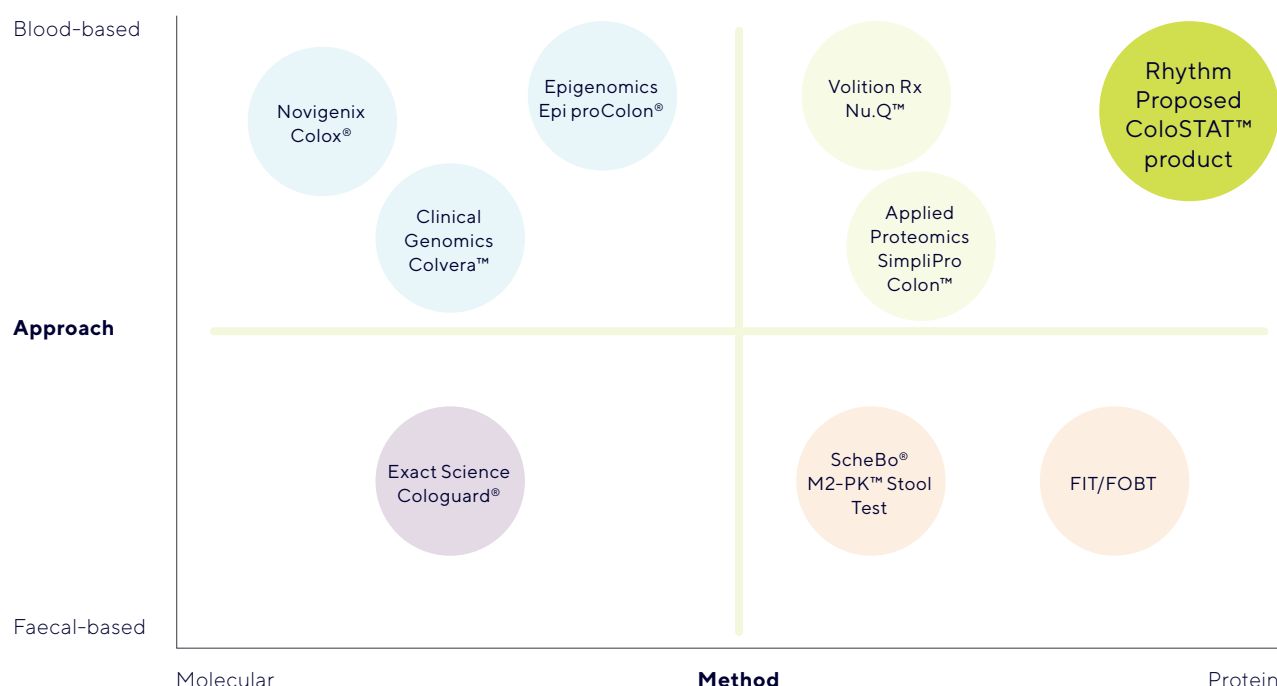 Blood-based
Novigenix
Colox®
Epigenomics
Epi proColon®
Volition Rx
Nu.Q™
Rhythm
Proposed
ColoSTAT™
product
Clinical
Genomics
Colvera™
Applied
Proteomics
SimpliPro
Colon™
Approach
Exact Science
Cologuard®
ScheBo®
M2-PK™ Stool
Test
FIT/FOBT
Faecal-based
Molecular
Method
Protein